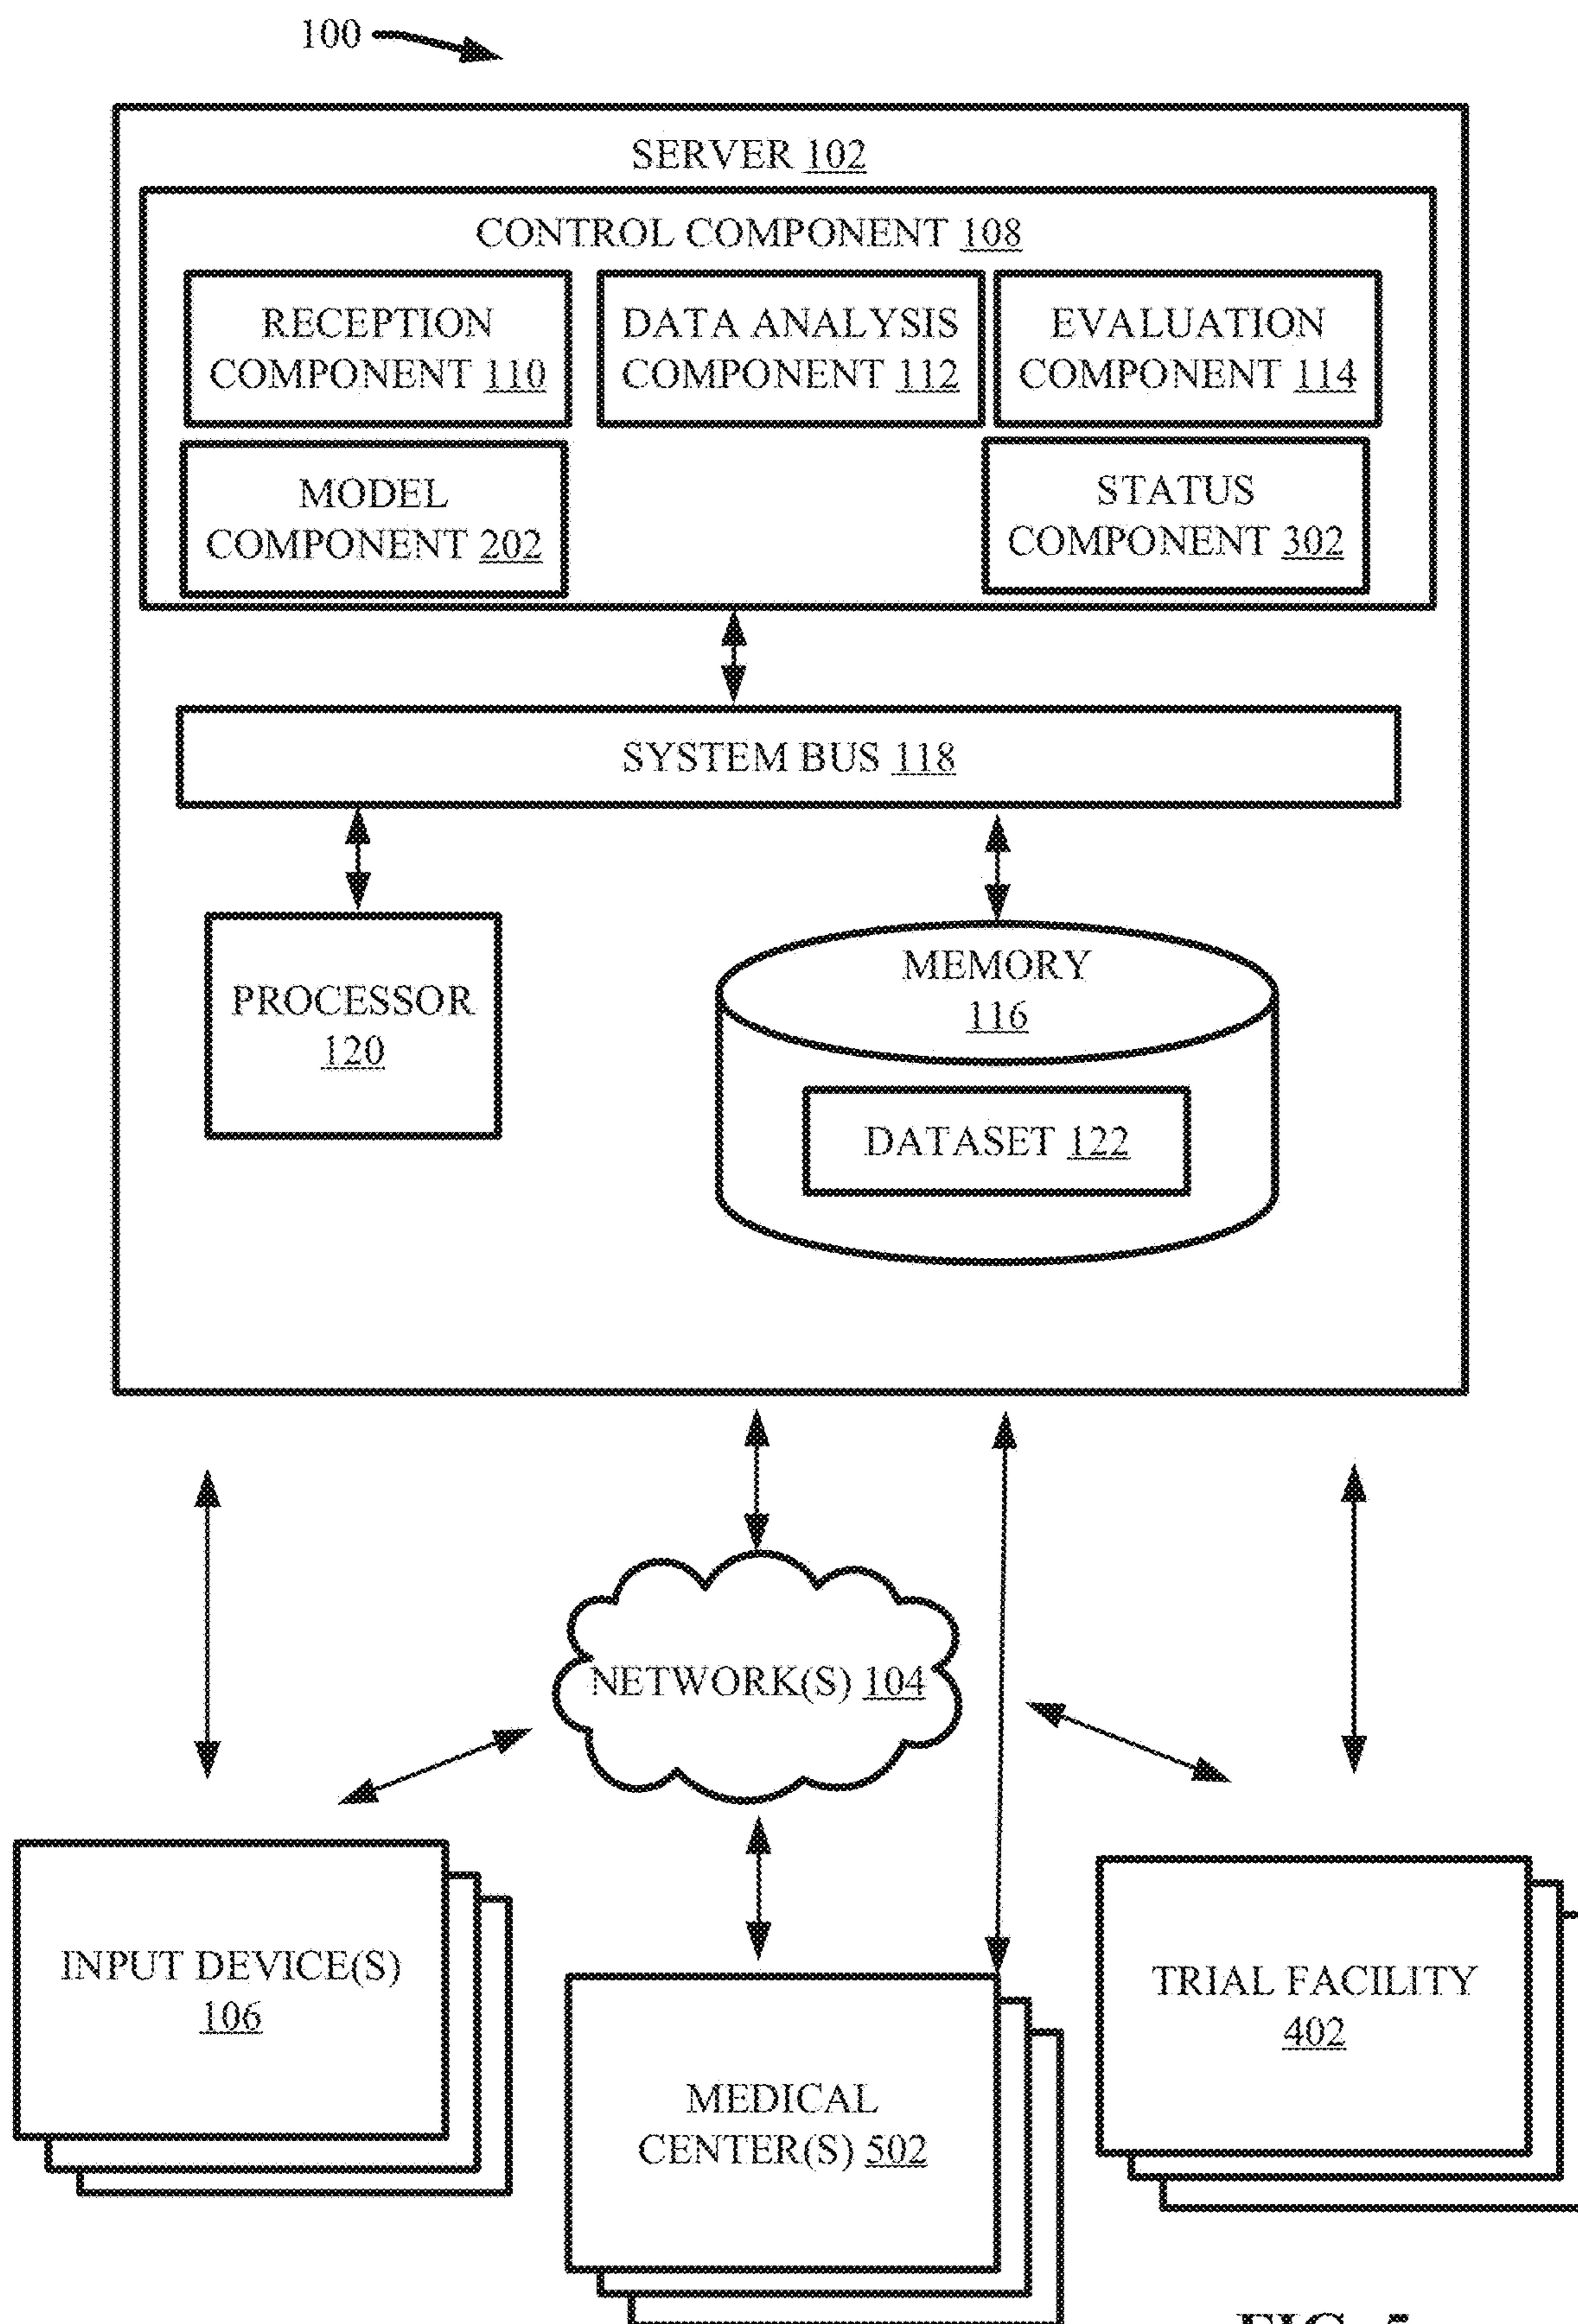 100
SERVER 102
CONTROL COMPONENT 108
RECEPTION
COMPONENT 110
DATA ANALYSIS
COMPONENT 112
EVALUATION
COMPONENT 114
MODEL
COMPONENT 202
STATUS
COMPONENT 302
SYSTEM BUS 118
PROCESSOR
120
MEMORY
116
DATASET 122
NETWORK(S) 104
INPUT DEVICE(S)
106
MEDICAL
CENTER(S) 502
TRIAL FACILITY
402
FIG. 5